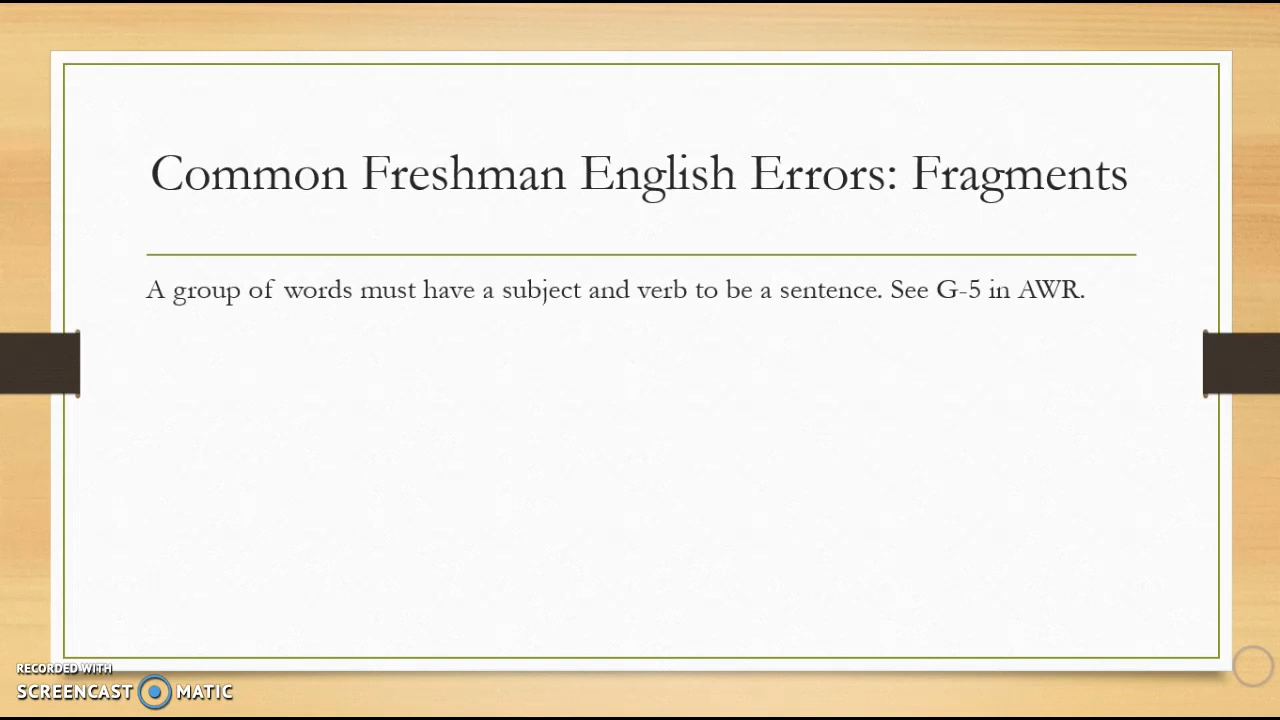 Common Freshman English Errors: Fragments
A group of words must have a subject and verb to be a sentence. See G-5 in AWR.
RECORDED WITH
SCREENCAST MATIC